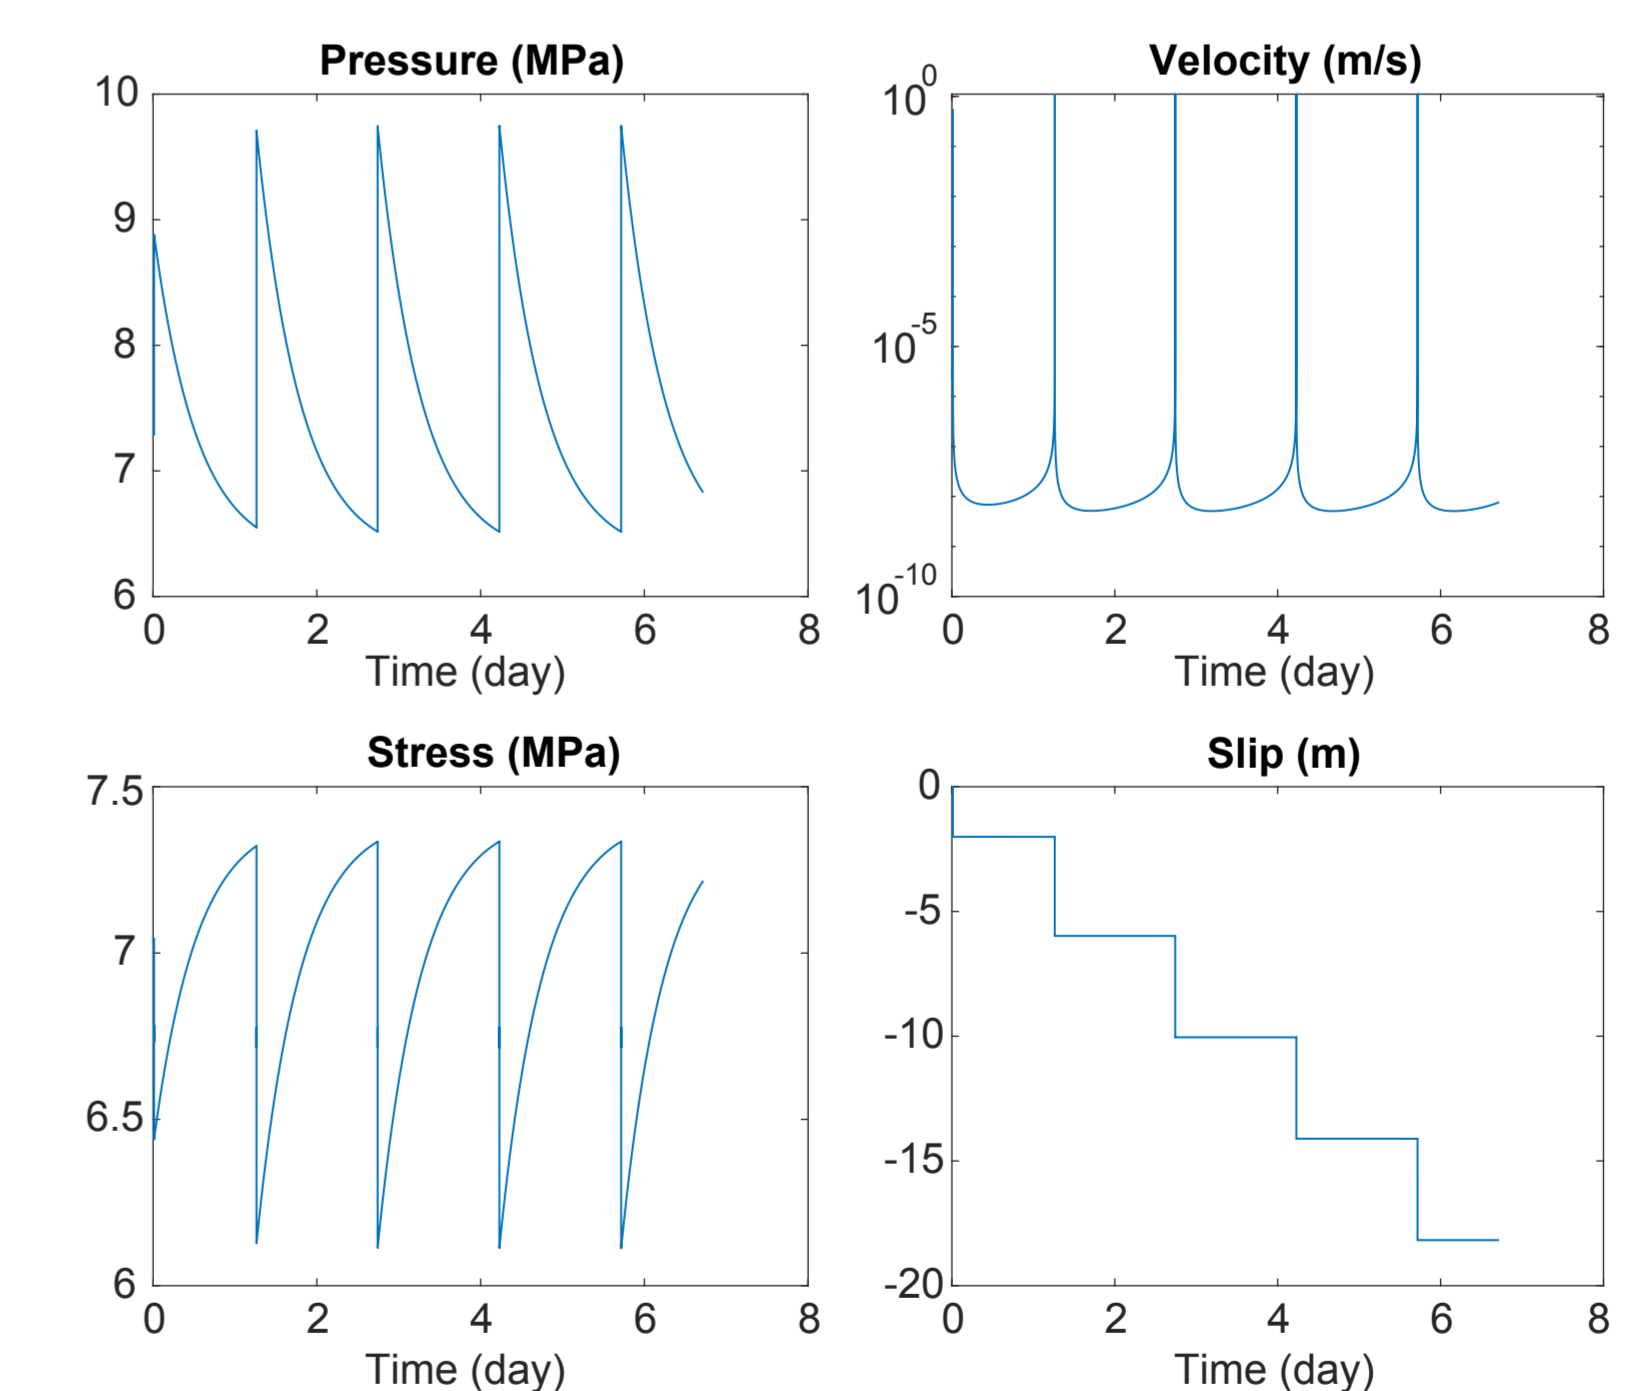 Pressure (MPa)
10
9
8
7
6
0 2 4 6 8
Time (day)
Velocity (m/s)
10^0
10^-5
10^-10
0 2 4 6 8
Time (day)
Stress (MPa)
7.5
7
6.5
6
0 2 4 6 8
Time (day)
Slip (m)
0
-5
-10
-15
-20
0 2 4 6 8
Time (day)